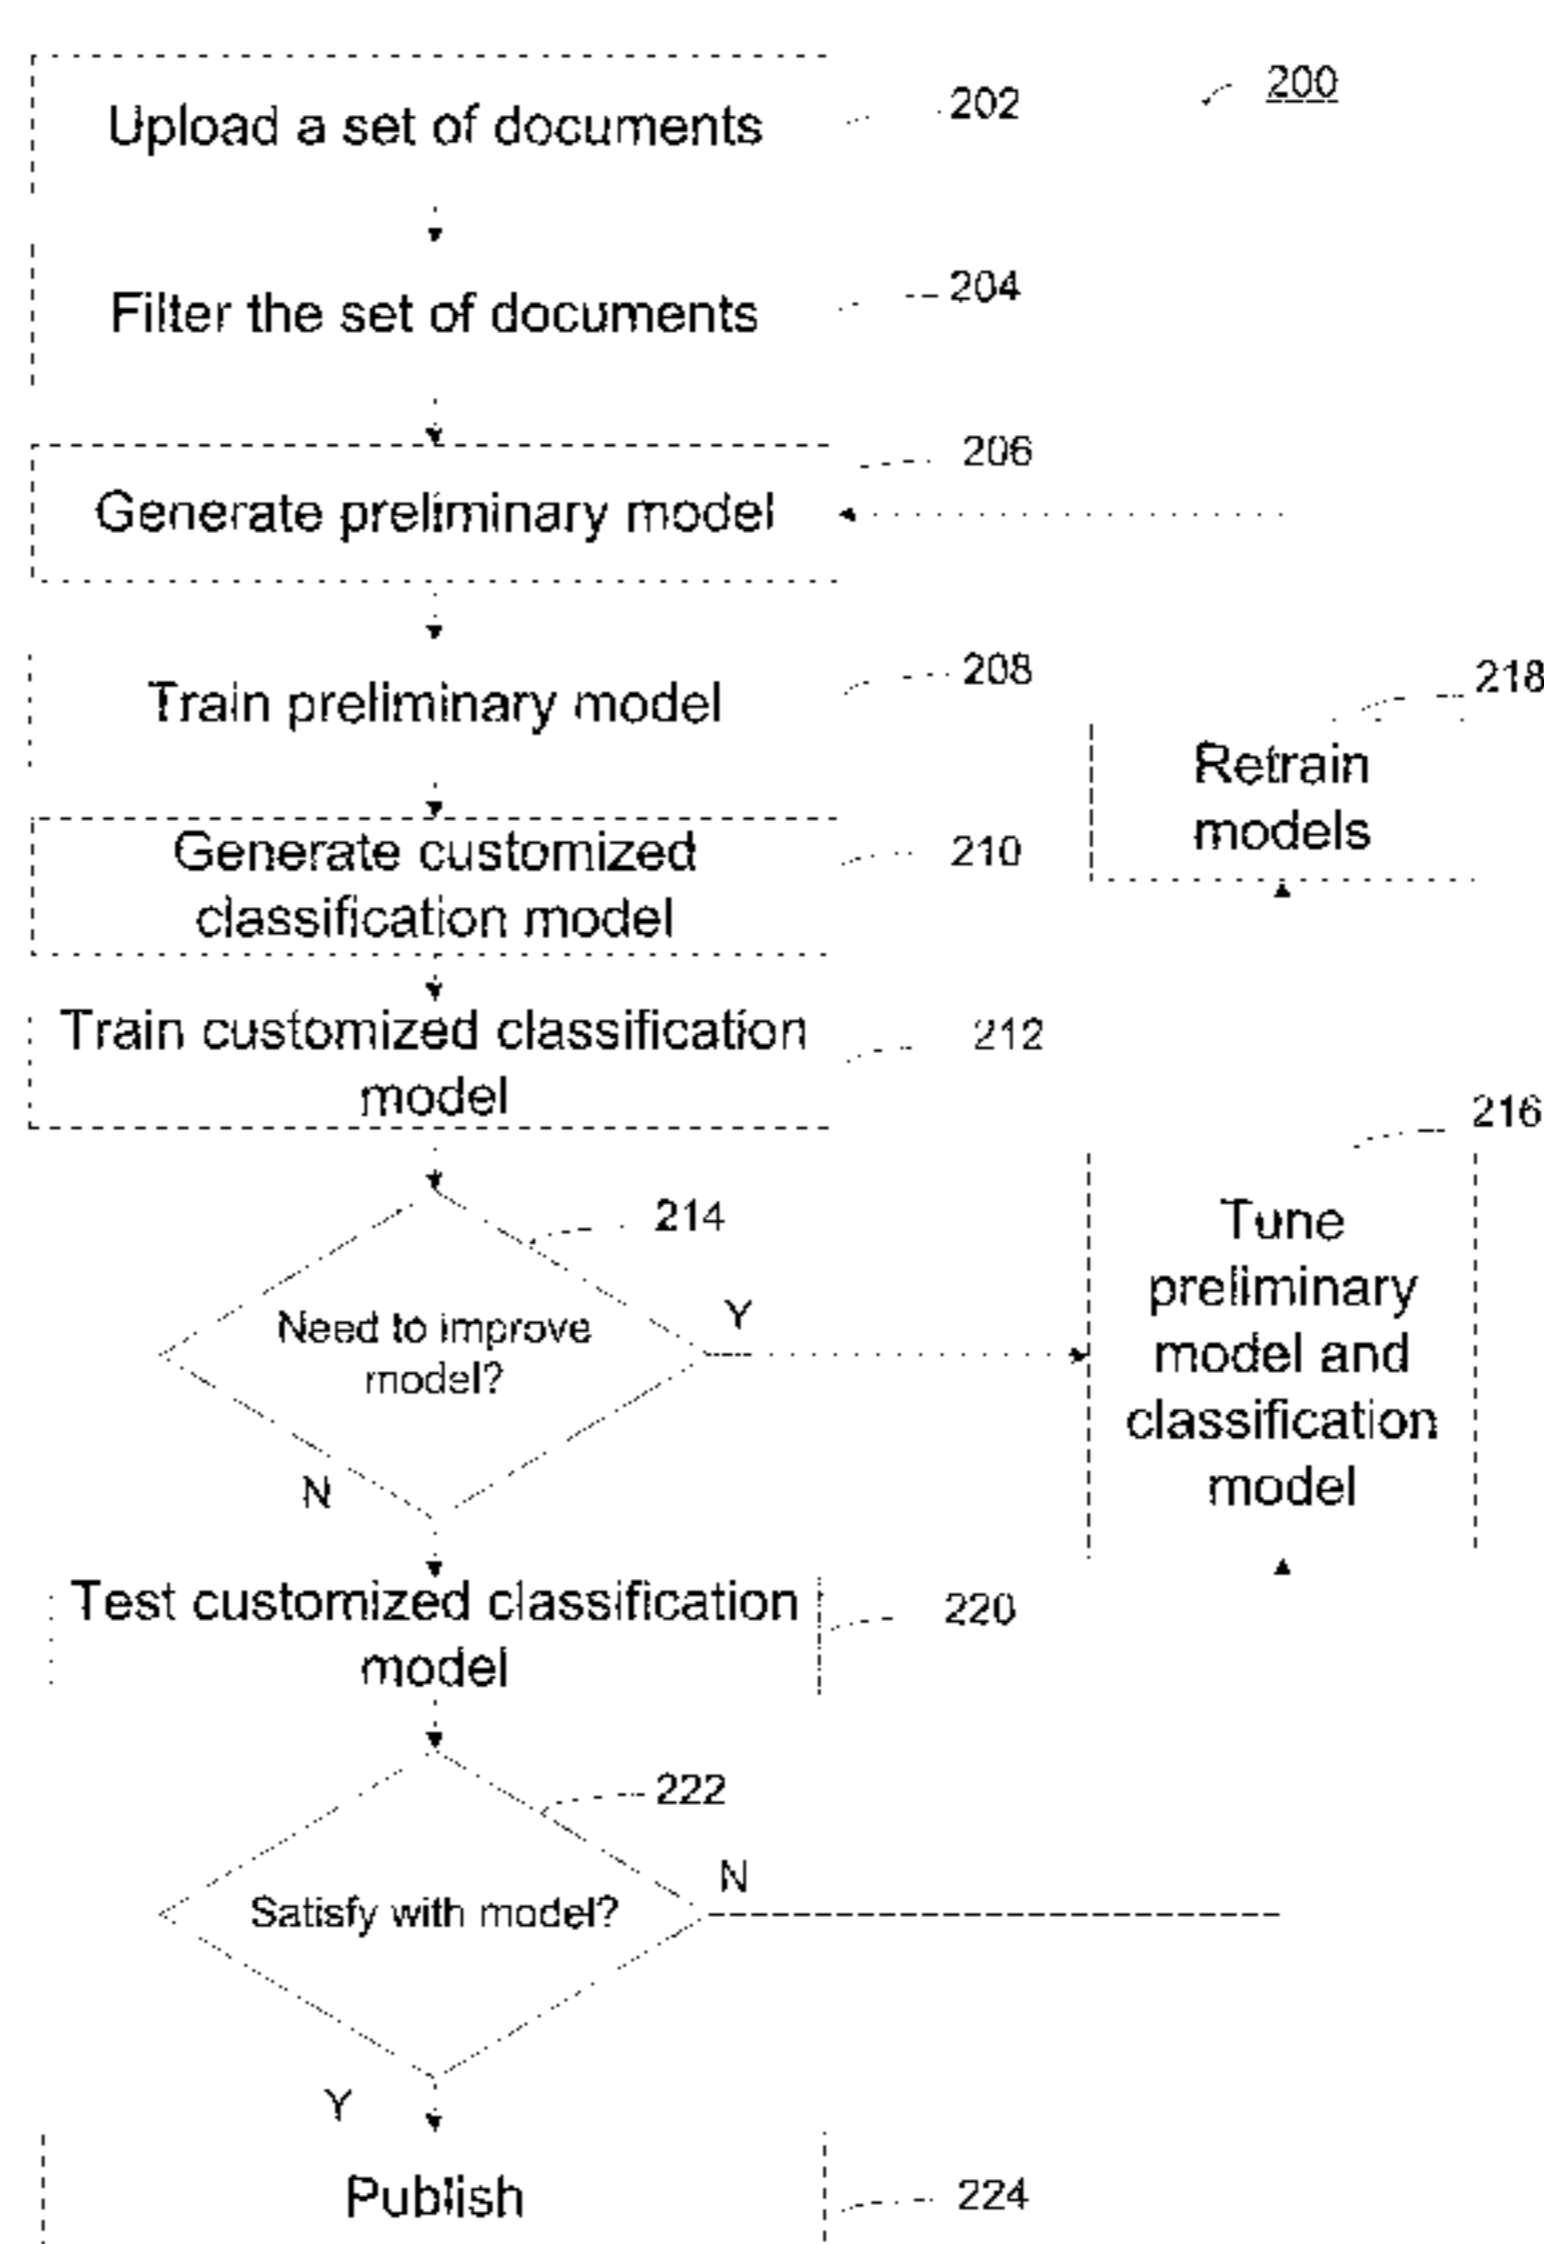 200
Upload a set of documents
202
Filter the set of documents
204
Generate preliminary model
206
Train preliminary model
208
Retrain
models
218
Generate customized
classification model
210
Train customized classification
model
212
Need to improve
model?
214
Y
N
Tune
preliminary
model and
classification
model
216
Test customized classification
model
220
Satisfy with model?
222
N
Y
Publish
224